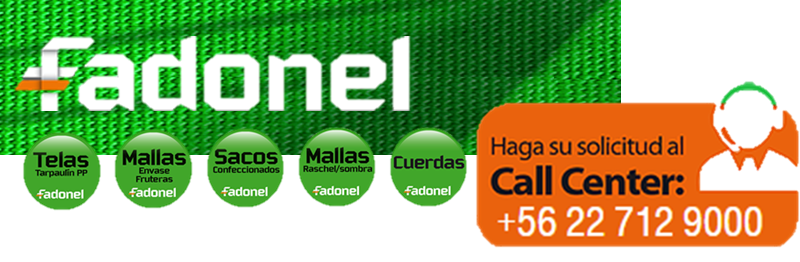 fadonel
Telas
Tarpaulin PP
fadonel
Mallas
Envase
Fruteras
fadonel
Sacos
Confeccionados
fadonel
Mallas
Raschel/sombra
fadonel
Cuerdas
fadonel
Haga su solicitud al
Call Center:
+56 22 712 9000